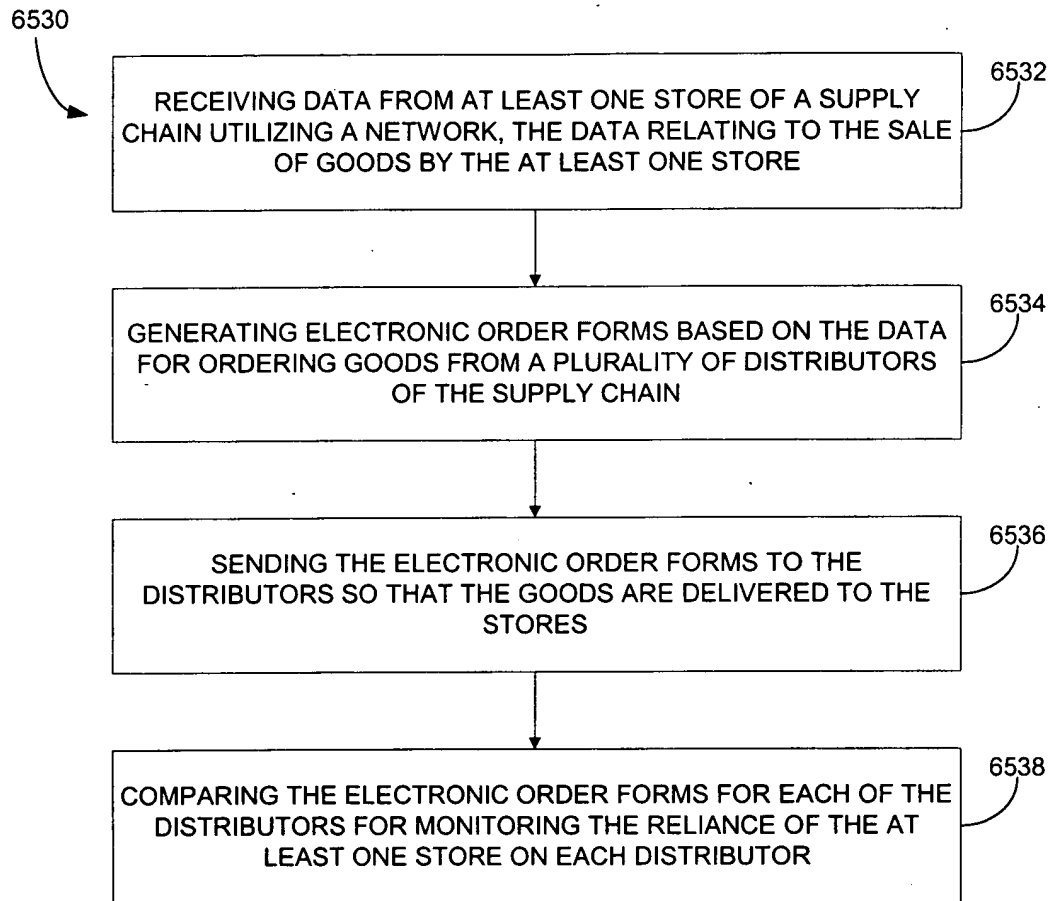 6530
6532
RECEIVING DATA FROM AT LEAST ONE STORE OF A SUPPLY
CHAIN UTILIZING A NETWORK, THE DATA RELATING TO THE SALE
OF GOODS BY THE AT LEAST ONE STORE
6534
GENERATING ELECTRONIC ORDER FORMS BASED ON THE DATA
FOR ORDERING GOODS FROM A PLURALITY OF DISTRIBUTORS
OF THE SUPPLY CHAIN
6536
SENDING THE ELECTRONIC ORDER FORMS TO THE
DISTRIBUTORS SO THAT THE GOODS ARE DELIVERED TO THE
STORES
6538
COMPARING THE ELECTRONIC ORDER FORMS FOR EACH OF THE
DISTRIBUTORS FOR MONITORING THE RELIANCE OF THE AT
LEAST ONE STORE ON EACH DISTRIBUTOR